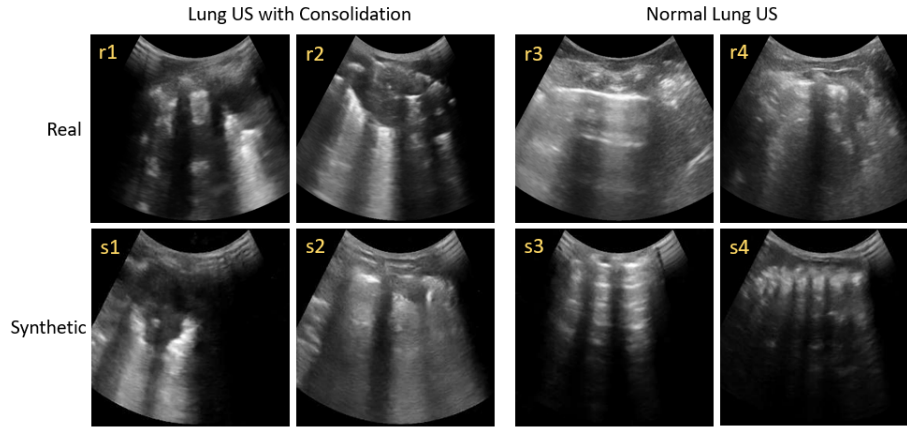 Lung US with Consolidation
Normal Lung US
Real
r1
r2
r3
r4
Synthetic
s1
s2
s3
s4